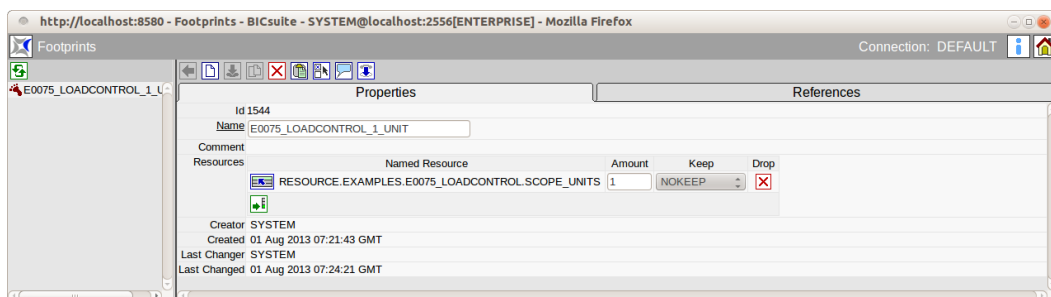 http://localhost:8580 - Footprints - BICsuite - SYSTEM@localhost:2556[ENTERPRISE] - Mozilla Firefox
Footprints
Connection: DEFAULT
E0075_LOADCONTROL_1_U
Properties
References
Id 1544
Name E0075_LOADCONTROL_1_UNIT
Comment
Resources Named Resource Amount Keep Drop
RESOURCE.EXAMPLES.E0075_LOADCONTROL.SCOPE_UNITS 1 NOKEEP
Creator SYSTEM
Created 01 Aug 2013 07:21:43 GMT
Last Changer SYSTEM
Last Changed 01 Aug 2013 07:24:21 GMT